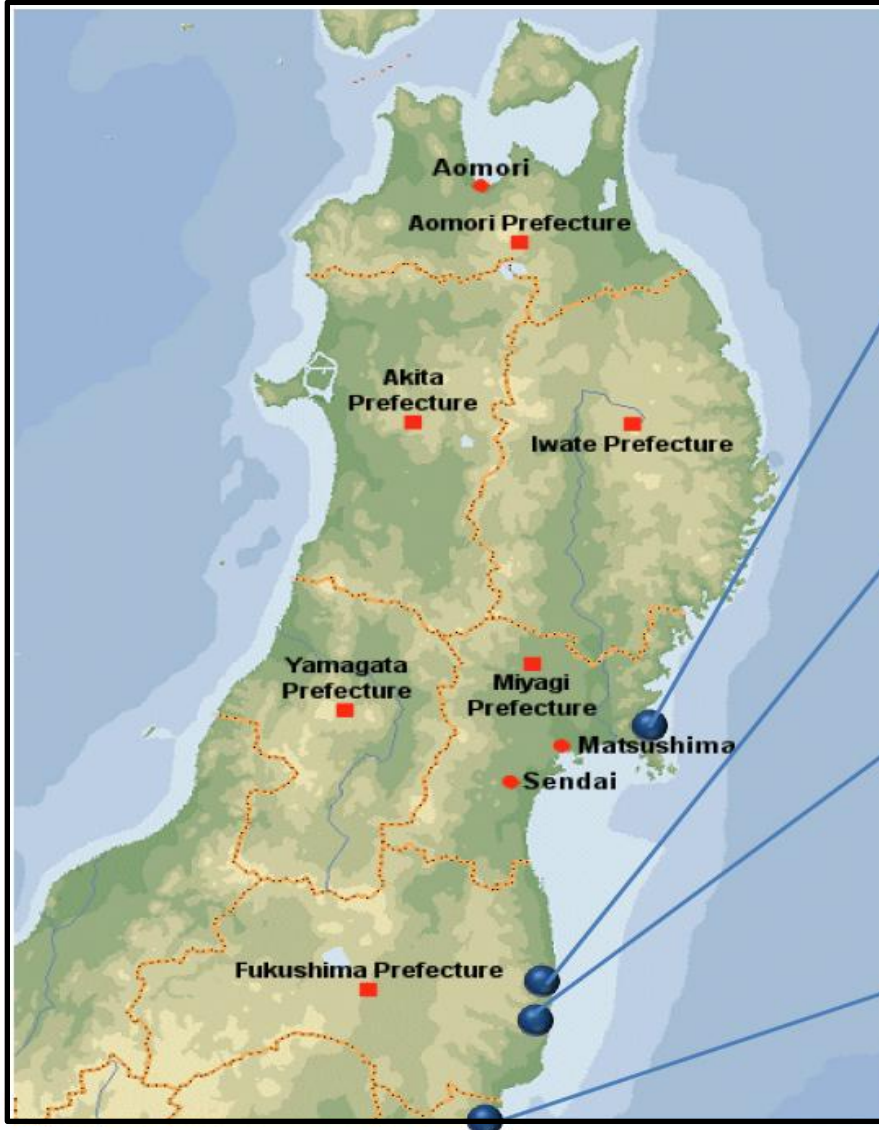 Aomori
Aomori Prefecture
Akita
Prefecture
Iwate Prefecture
Yamagata
Prefecture
Miyagi
Prefecture
Matsushima
Sendai
Fukushima Prefecture